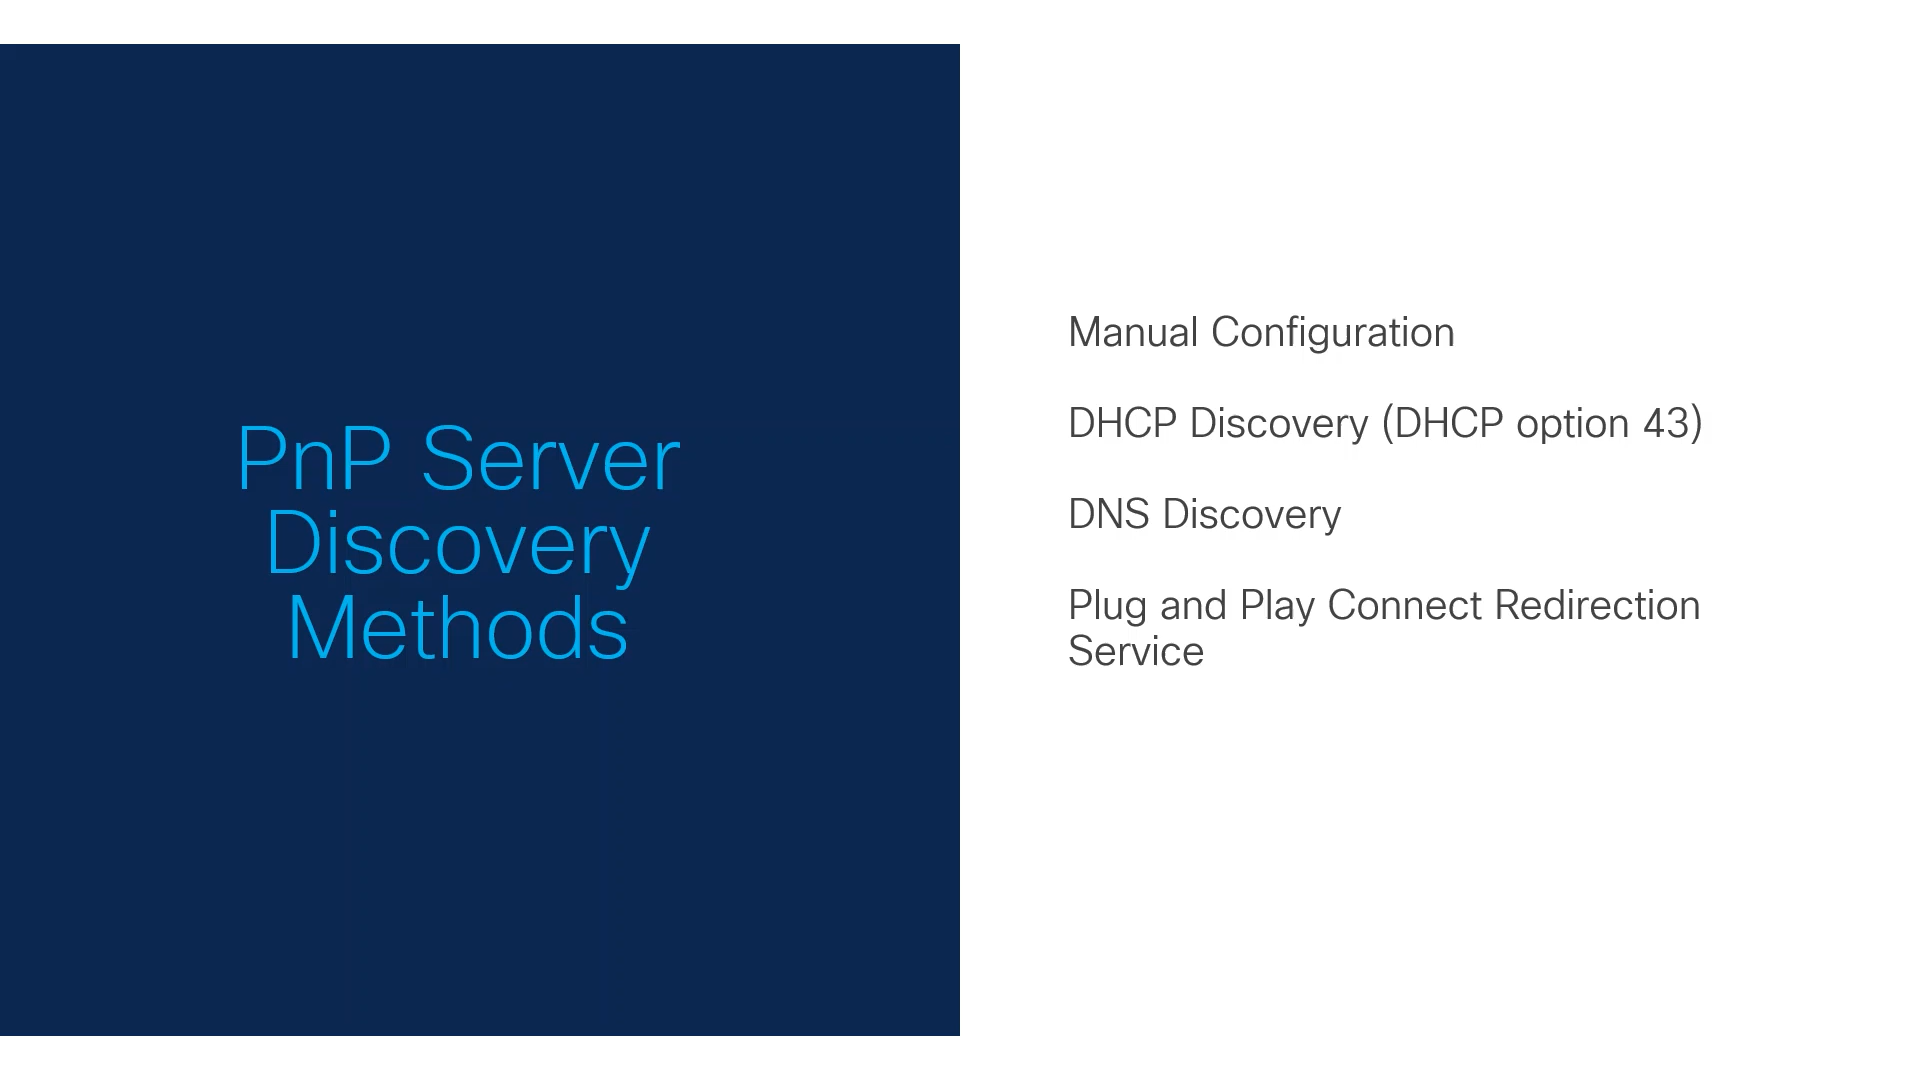 PnP Server
Discovery
Methods
Manual Configuration
DHCP Discovery (DHCP option 43)
DNS Discovery
Plug and Play Connect Redirection
Service